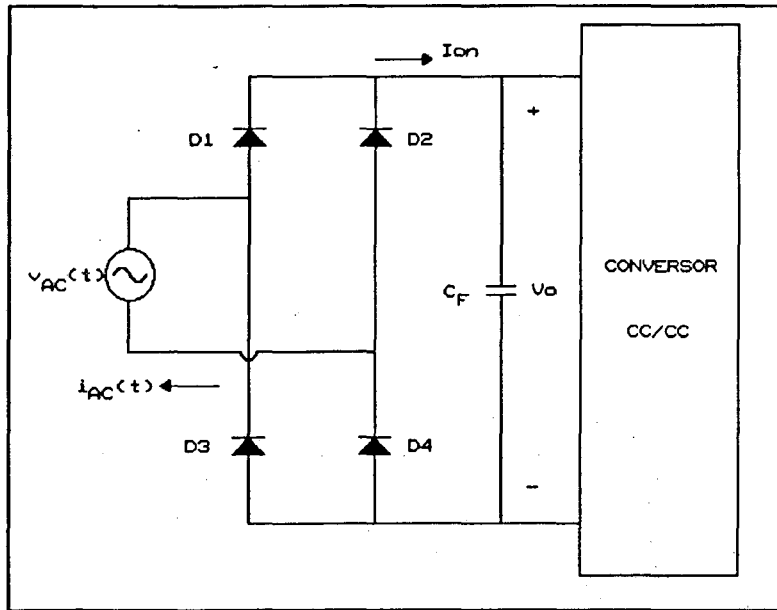 Ion
D1
D2
+
vAC(t)
CF
Vo
CONVERSOR
CC/CC
iAC(t)
D3
D4
-